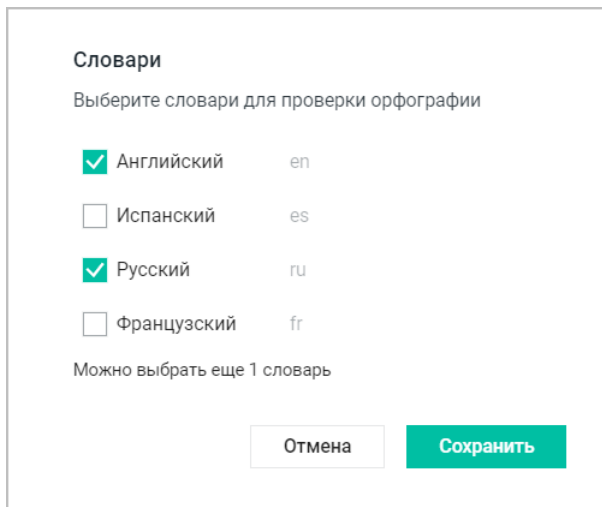 Словари
Выберите словари для проверки орфографии
Английский en
Испанский es
Русский ru
Французский fr
Можно выбрать еще 1 словарь
Отмена Сохранить